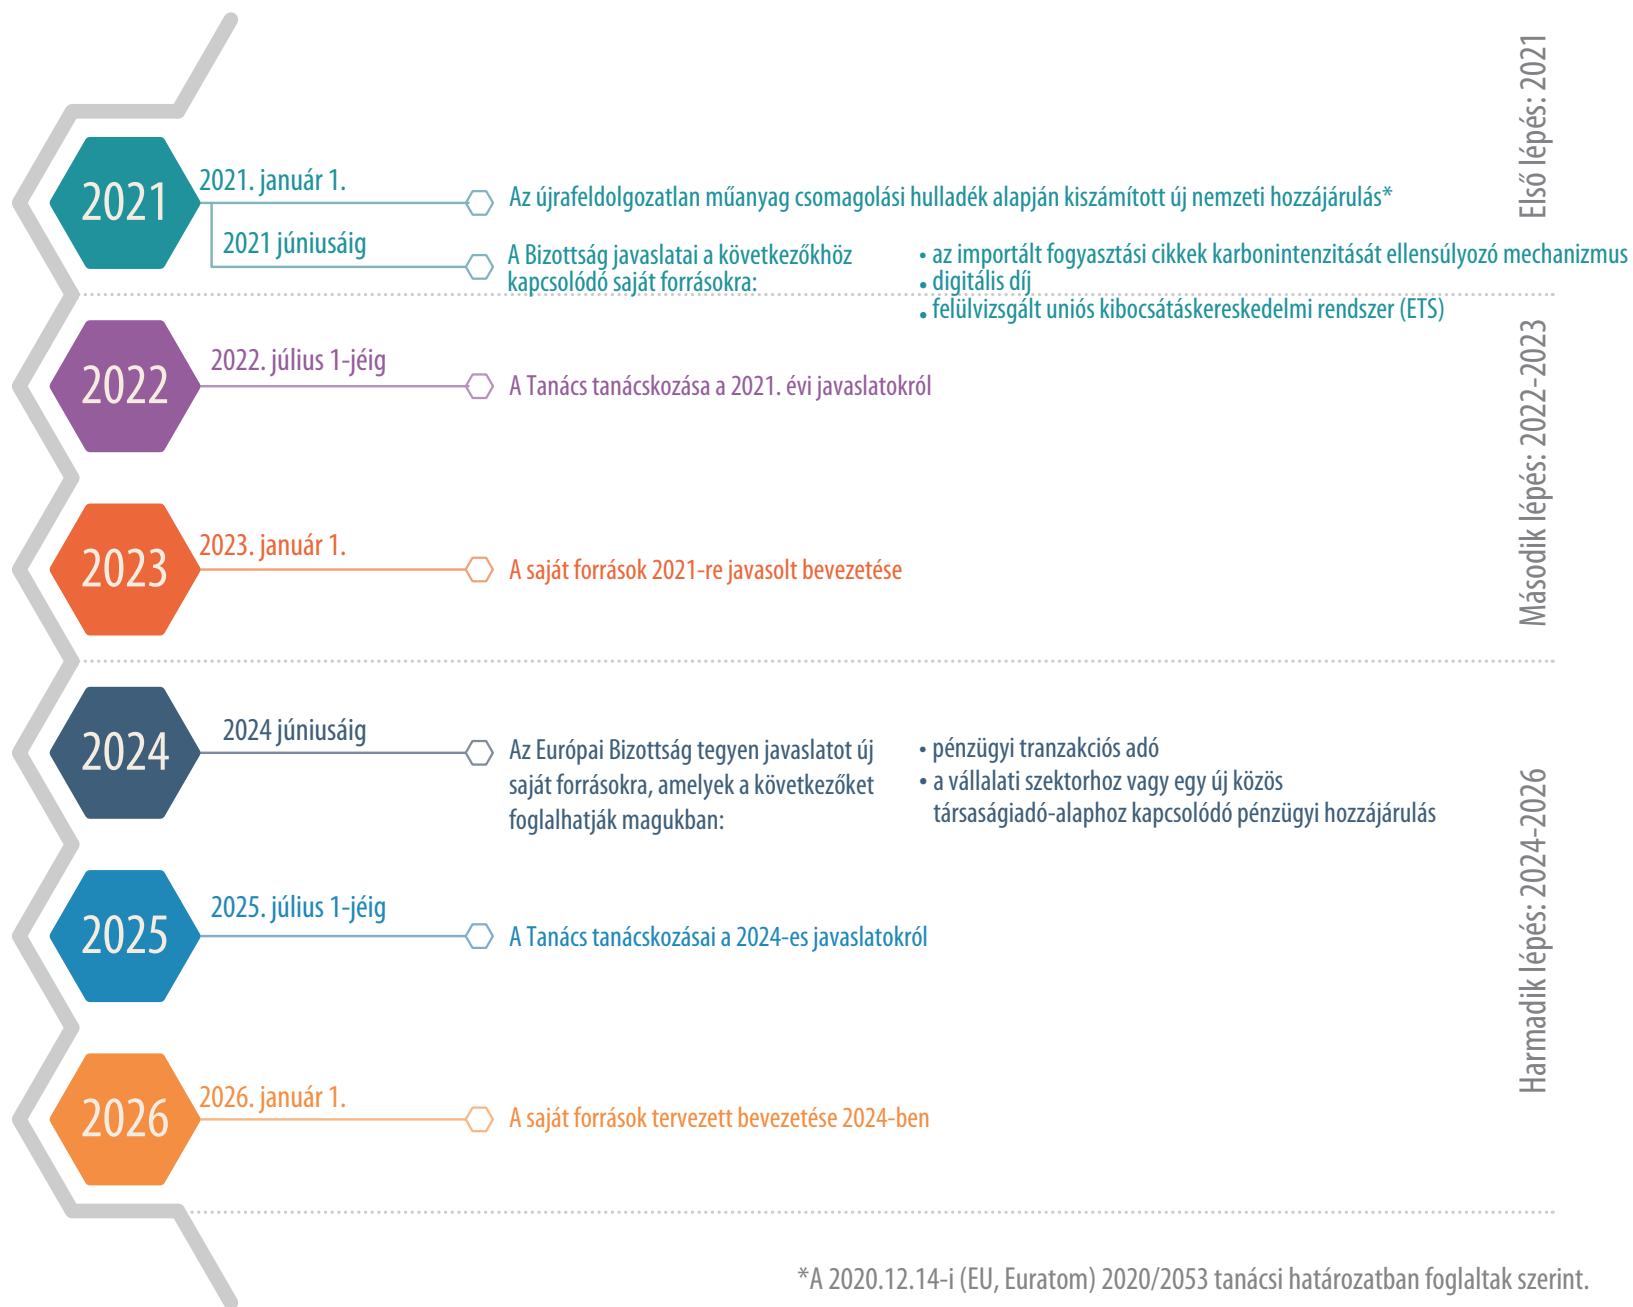 Első lépés: 2021
2021
2021. január 1.
Az újrafeldolgozatlan műanyag csomagolási hulladék alapján kiszámított új nemzeti hozzájárulás*
2021 júniusáig
A Bizottság javaslatai a következőkhöz
kapcsolódó saját forrásokra:
• az importált fogyasztási cikkek karbonintenzitását ellensúlyozó mechanizmus
• digitális díj
• felülvizsgált uniós kibocsátáskereskedelmi rendszer (ETS)
Második lépés: 2022-2023
2022
2022. július 1-jéig
A Tanács tanácskozása a 2021. évi javaslatokról
2023
2023. január 1.
A saját források 2021-re javasolt bevezetése
Harmadik lépés: 2024-2026
2024
2024 júniusáig
Az Európai Bizottság tegyen javaslatot új
saját forrásokra, amelyek a következőket
foglalhatják magukban:
• pénzügyi tranzakciós adó
• a vállalati szektorhoz vagy egy új közös
társaságiadó-alaphoz kapcsolódó pénzügyi hozzájárulás
2025
2025. július 1-jéig
A Tanács tanácskozásai a 2024-es javaslatokról
2026
2026. január 1.
A saját források tervezett bevezetése 2024-ben
*A 2020.12.14-i (EU, Euratom) 2020/2053 tanácsi határozatban foglaltak szerint.